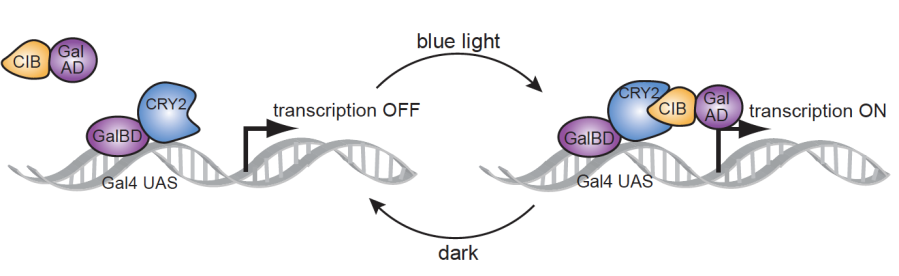 blue light
CIB
Gal
AD
CRY2
transcription OFF
GalBD
Gal4 UAS
CRY2
CIB
Gal
AD
transcription ON
GalBD
Gal4 UAS
dark